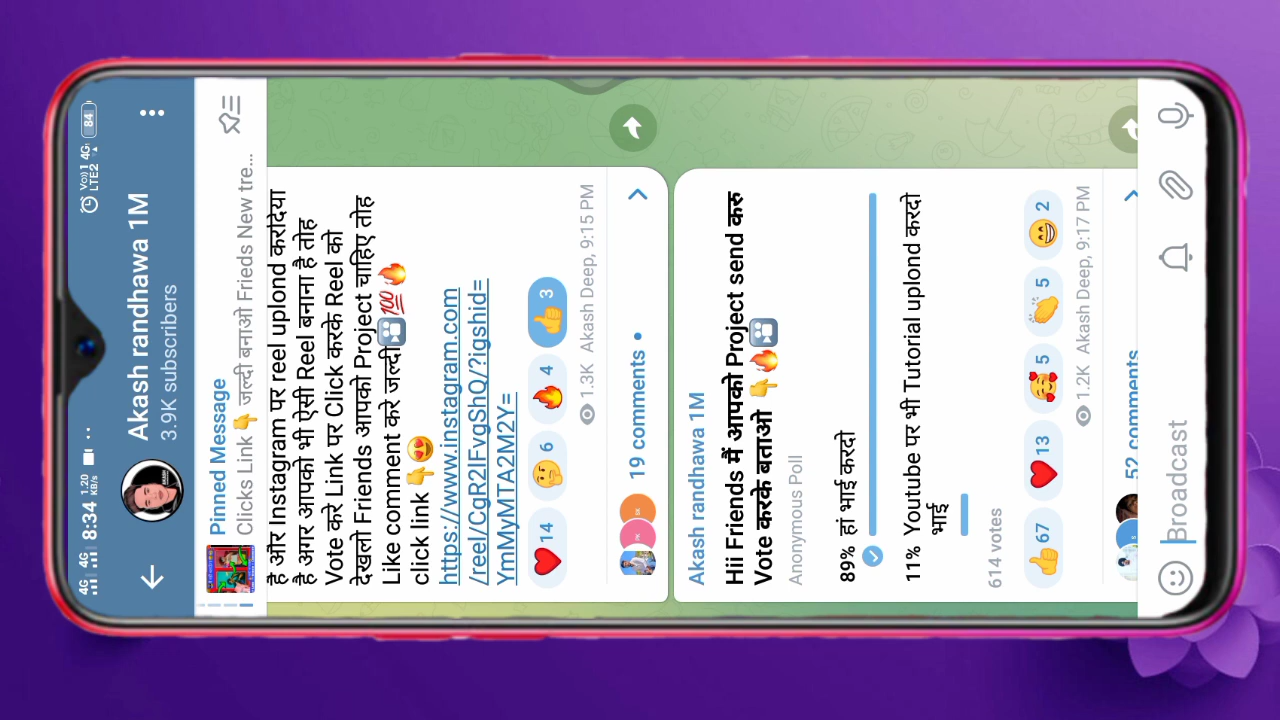 4G 4G 8:34 1.20 KB/s Vo)) 4G LTE2 84
Akash randhawa 1M
3.9K subscribers
Pinned Message
Clicks Link 👇 जल्दी बनाओ Frieds New tre...
है और Instagram पर reel uplond करदिया
है अगर आपको भी ऐसी Reel बनाना है तोह
Vote करे Link पर Click करके Reel को
देखलो Friends आपको Project चाहिए तोह
Like comment करे जल्दी🎦💯🔥
click link 👇😍
https://www.instagram.com
/reel/CgR2lFvgShQ/?igshid=
YmMyMTA2M2Y=
❤ 14 🤔 6 🔥 4 👍 3
1.3K Akash Deep, 9:15 PM
19 comments
Akash randhawa 1M
Hii Friends मैं आपको Project send करु
Vote करके बताओ 👇🔥🎦
Anonymous Poll
89% हां भाई करदो
11% Youtube पर भी Tutorial uplond करदो
भाई
614 votes
👍 67 ❤ 13 🥰 5 👏 5 😁 2
1.2K Akash Deep, 9:17 PM
52 comments
Broadcast